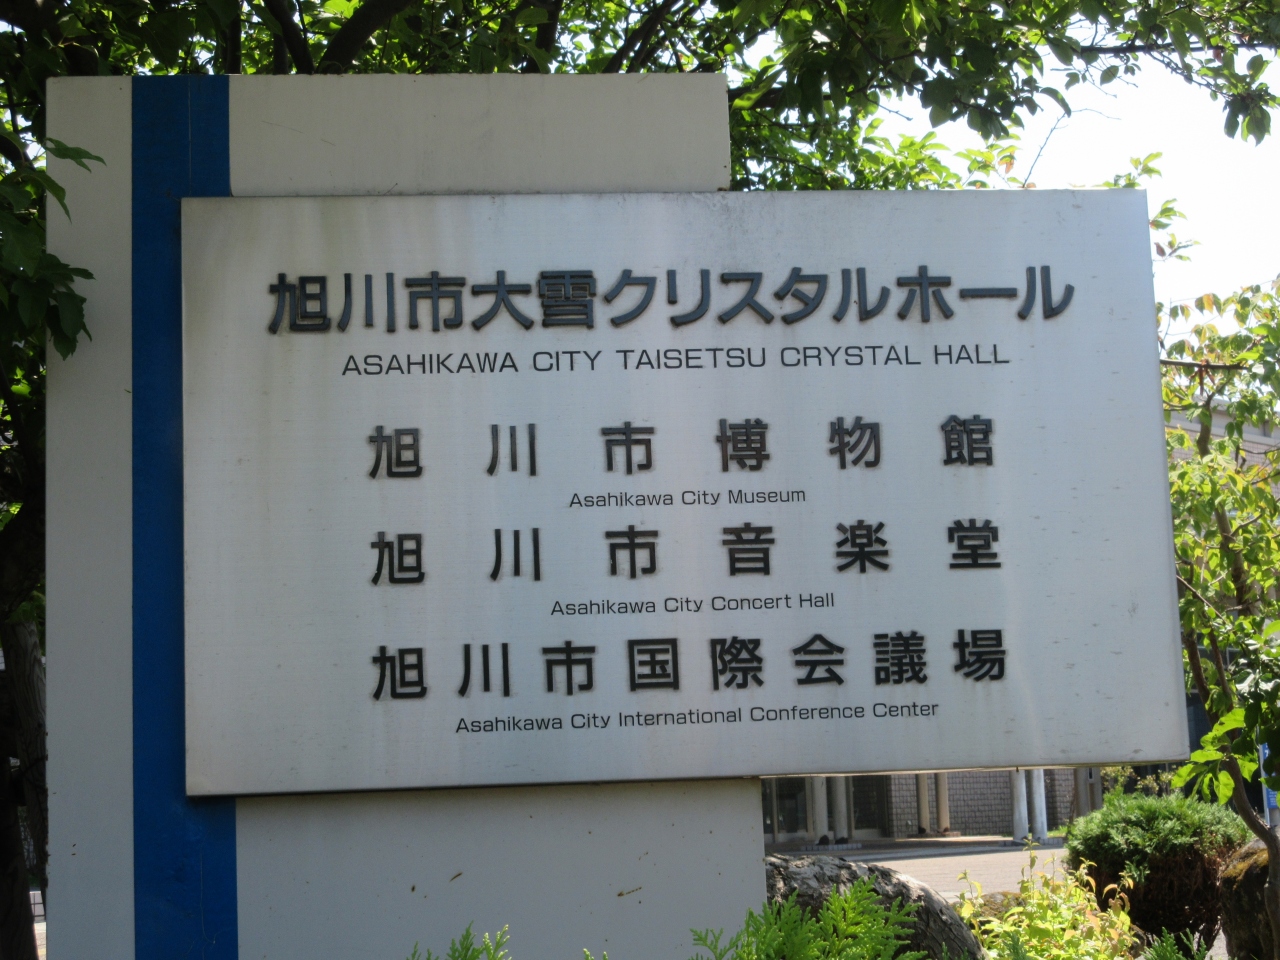 旭川市大雪クリスタルホール
ASAHIKAWA CITY TAISETSU CRYSTAL HALL
旭川市博物館
Asahikawa City Museum
旭川市音楽堂
Asahikawa City Concert Hall
旭川市国際会議場
Asahikawa City International Conference Center